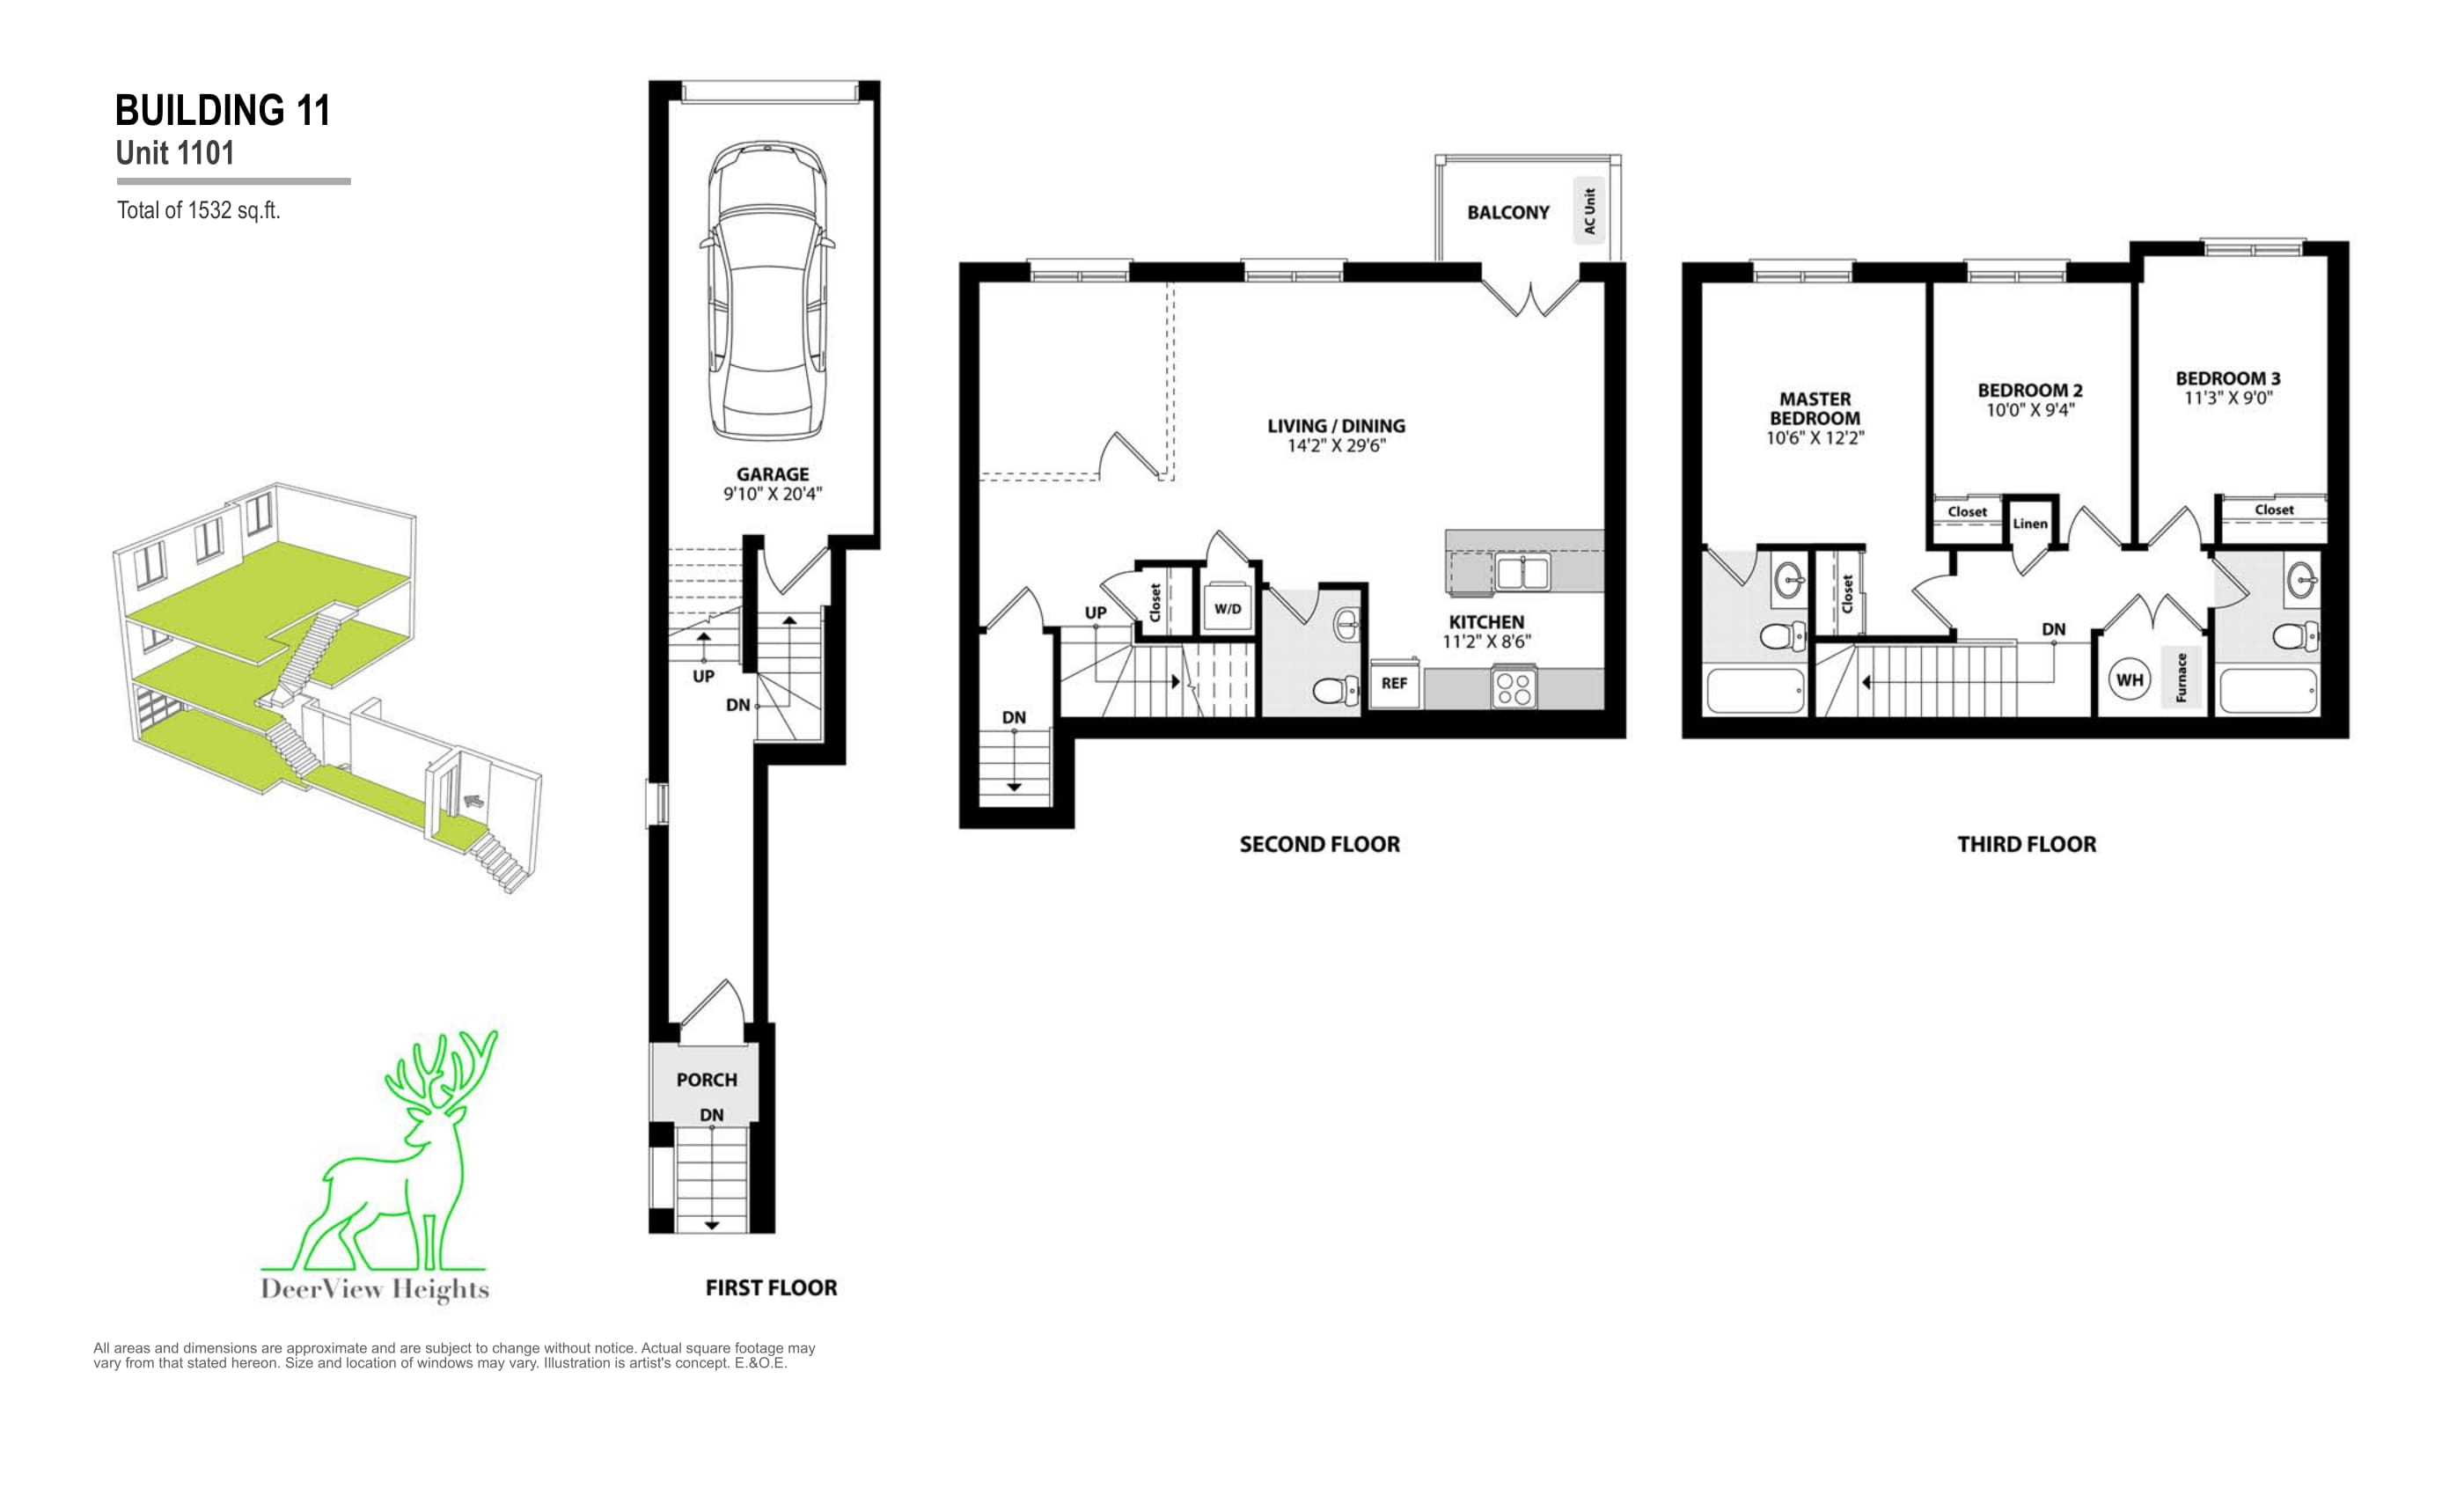 BUILDING 11
Unit 1101
Total of 1532 sq.ft.
GARAGE
9'10" X 20'4"
UP
DN
PORCH
DN
FIRST FLOOR
BALCONY
AC Unit
LIVING / DINING
14'2" X 29'6"
UP
Closet
W/D
KITCHEN
11'2" X 8'6"
REF
DN
SECOND FLOOR
MASTER
BEDROOM
10'6" X 12'2"
BEDROOM 2
10'0" X 9'4"
BEDROOM 3
11'3" X 9'0"
Closet
Linen
Closet
Closet
DN
WH
Furnace
THIRD FLOOR
DeerView Heights
All areas and dimensions are approximate and are subject to change without notice. Actual square footage may
vary from that stated hereon. Size and location of windows may vary. Illustration is artist's concept. E.&O.E.